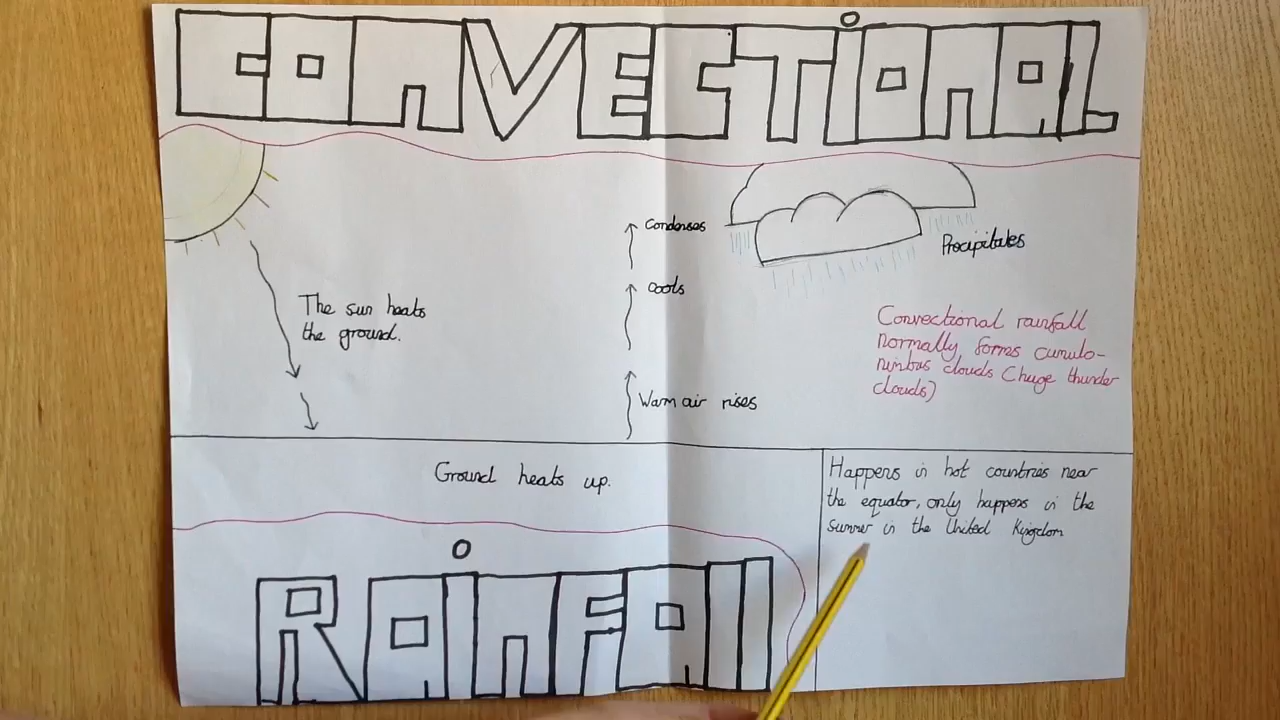 CONVECTIONAL
The sun heats
the ground.
Condenses
Cools
Warm air rises
Precipitates
Convectional rainfall
normally forms cumulo-
nimbus clouds (huge thunder
clouds)
Ground heats up.
Happens in hot countries near
the equator, only happens in the
summer in the United Kingdom
RAiNFAll